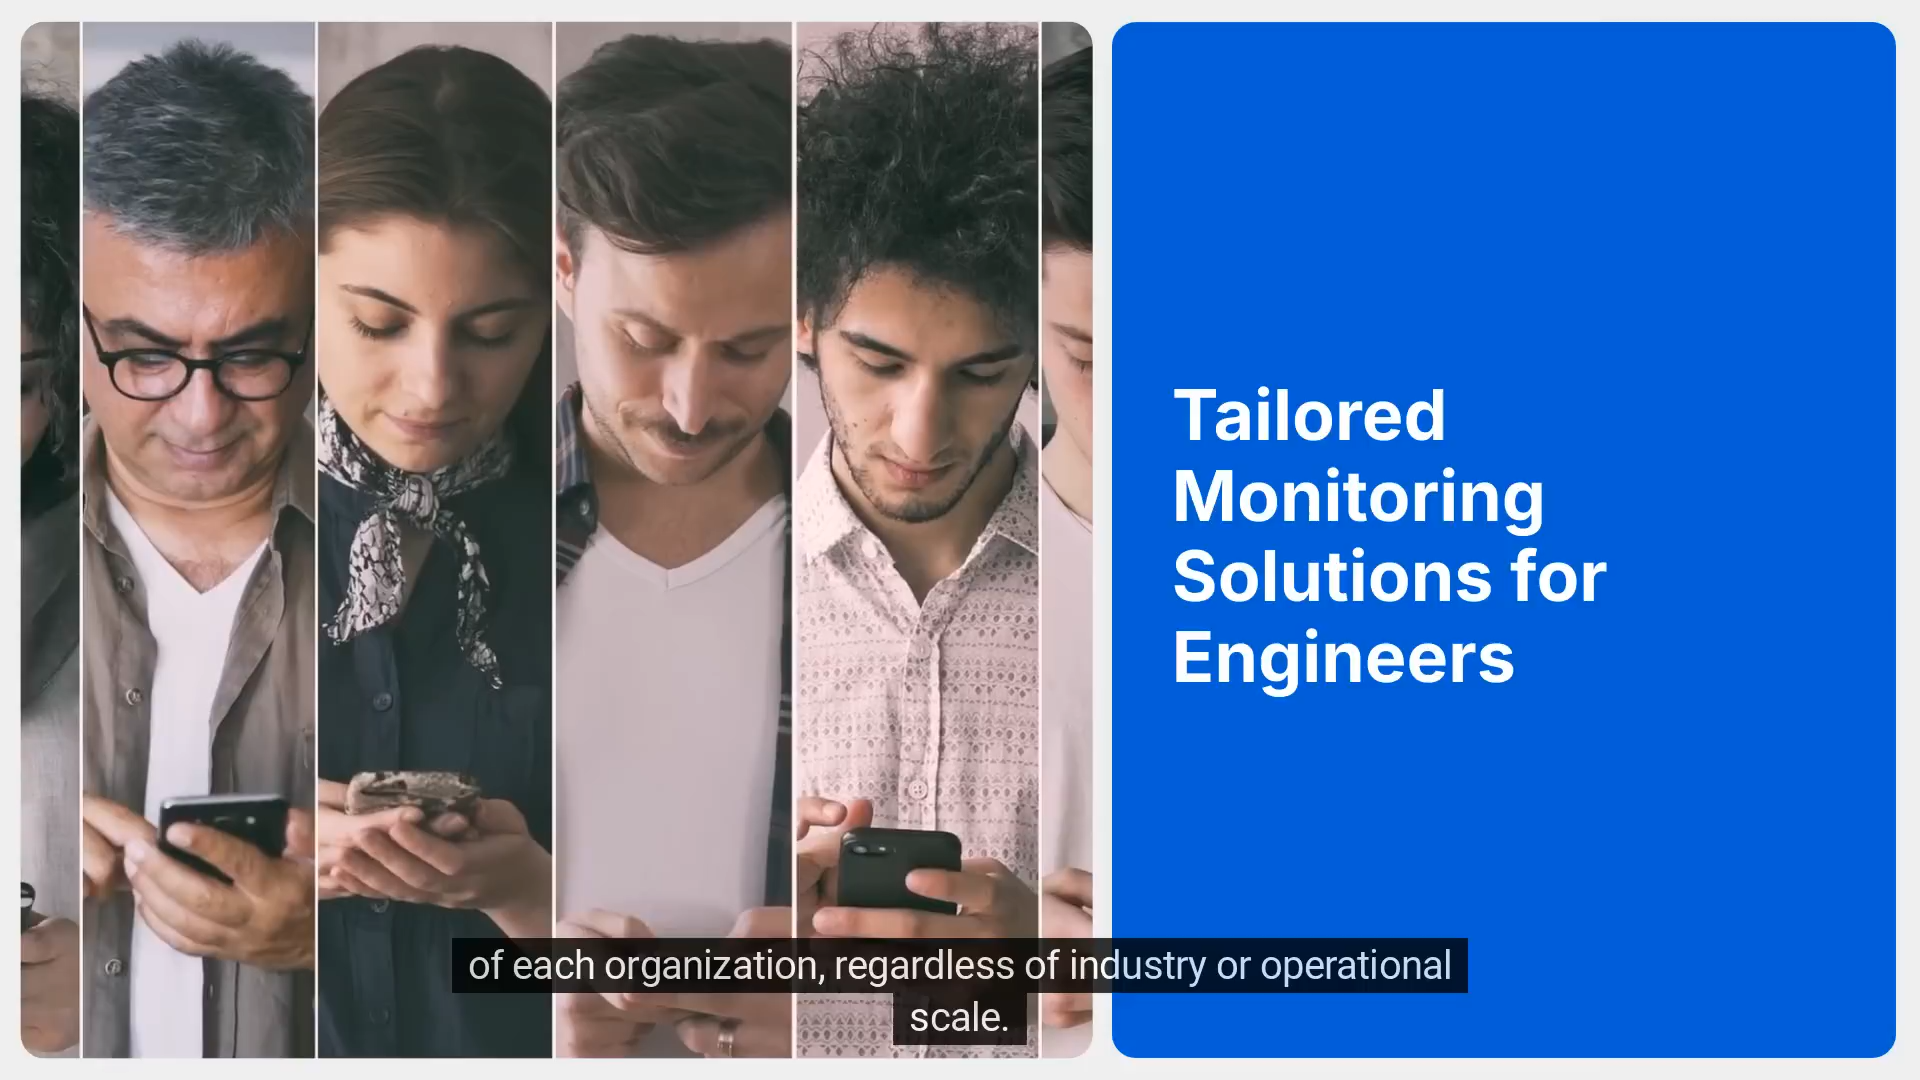 Tailored
Monitoring
Solutions for
Engineers
of each organization, regardless of industry or operational
scale.